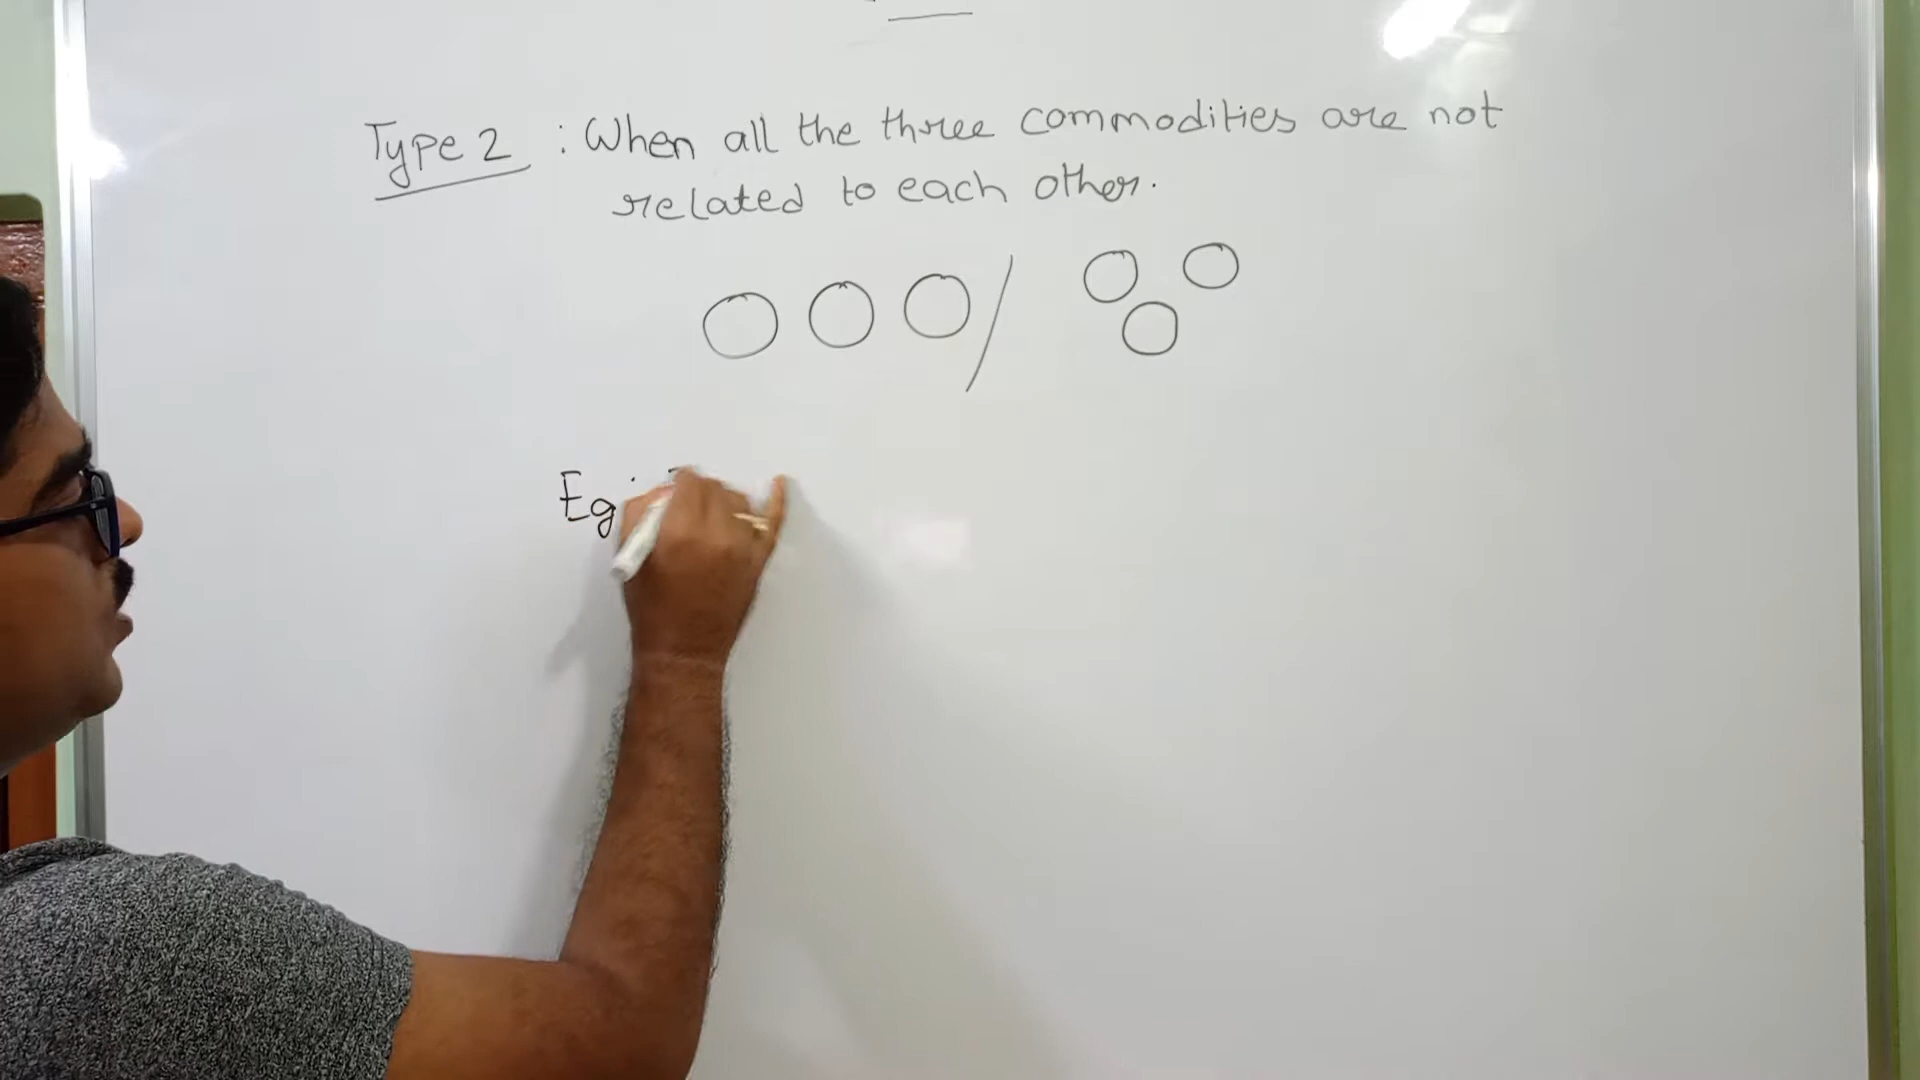 Type 2 : When all the three commodities are not
related to each other.
Eg